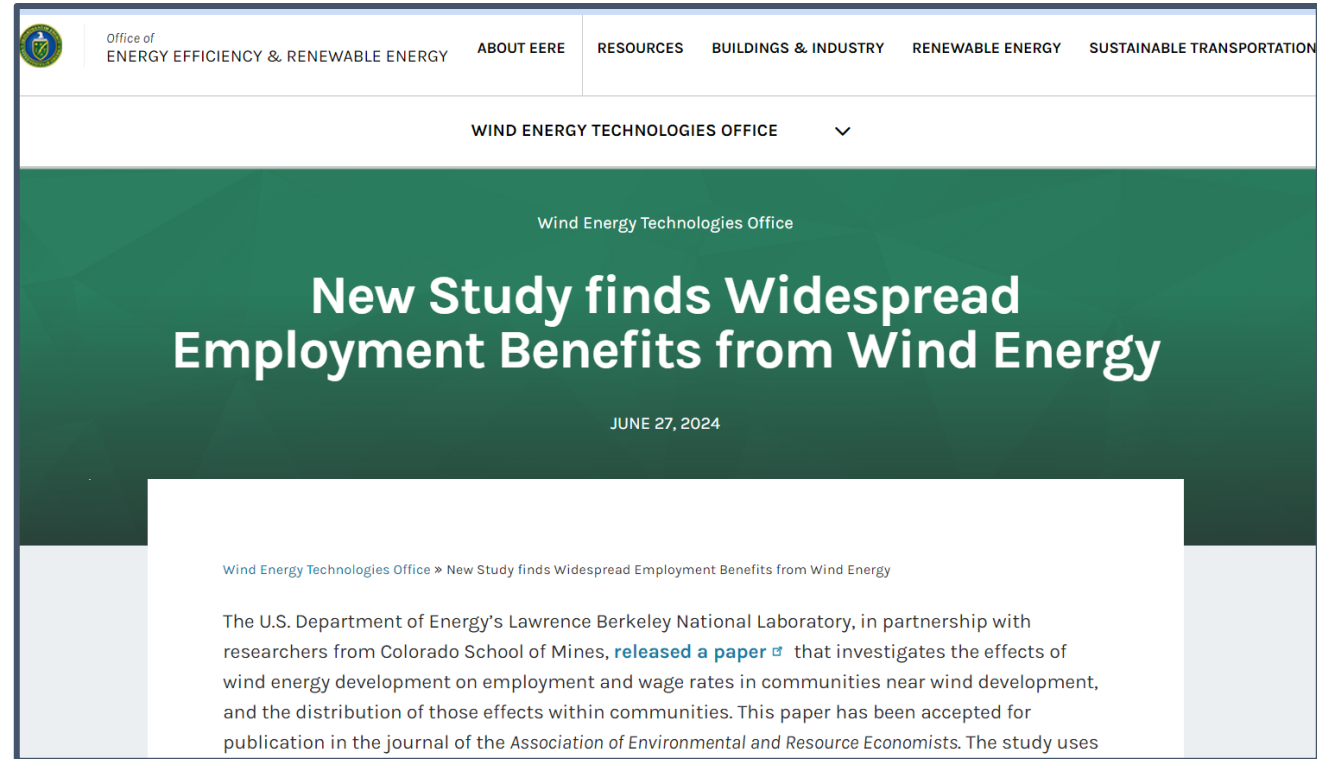 Office of
ENERGY EFFICIENCY & RENEWABLE ENERGY
ABOUT EERE
RESOURCES
BUILDINGS & INDUSTRY
RENEWABLE ENERGY
SUSTAINABLE TRANSPORTATION
WIND ENERGY TECHNOLOGIES OFFICE
Wind Energy Technologies Office
New Study finds Widespread
Employment Benefits from Wind Energy
JUNE 27, 2024
Wind Energy Technologies Office » New Study finds Widespread Employment Benefits from Wind Energy
The U.S. Department of Energy’s Lawrence Berkeley National Laboratory, in partnership with
researchers from Colorado School of Mines, released a paper that investigates the effects of
wind energy development on employment and wage rates in communities near wind development,
and the distribution of those effects within communities. This paper has been accepted for
publication in the journal of the Association of Environmental and Resource Economists. The study uses